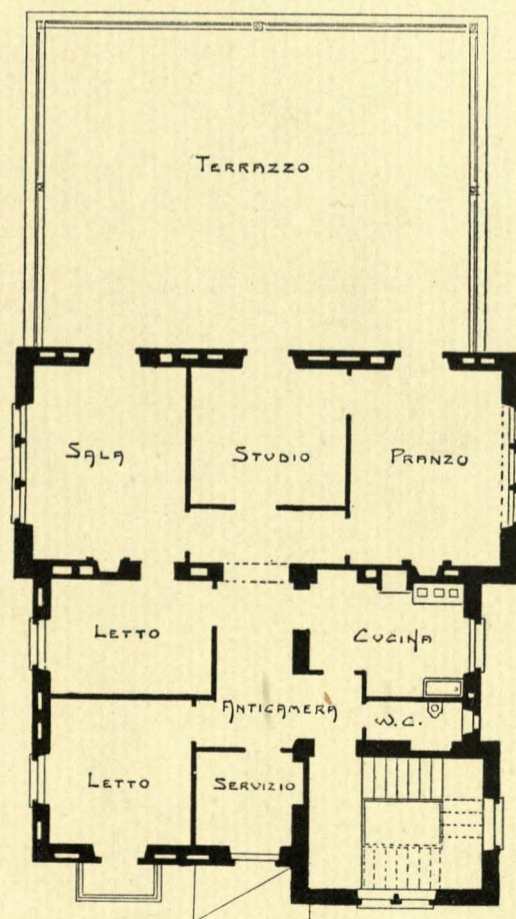 TERRAZZO
SALA
STUDIO
PRANZO
LETTO
CUCINA
ANTICAMERA
W.C.
LETTO
SERVIZIO